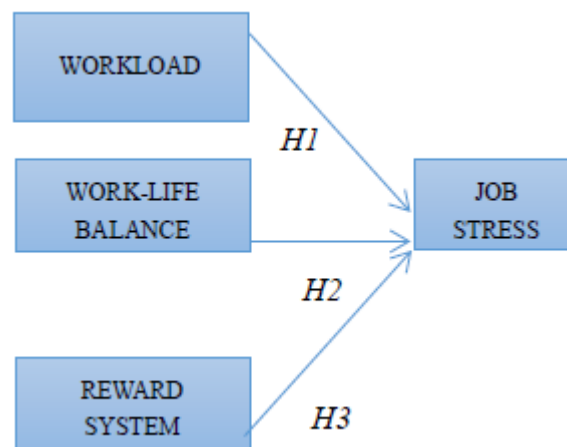 WORKLOAD
H1
WORK-LIFE
BALANCE
JOB
STRESS
H2
REWARD
SYSTEM
H3